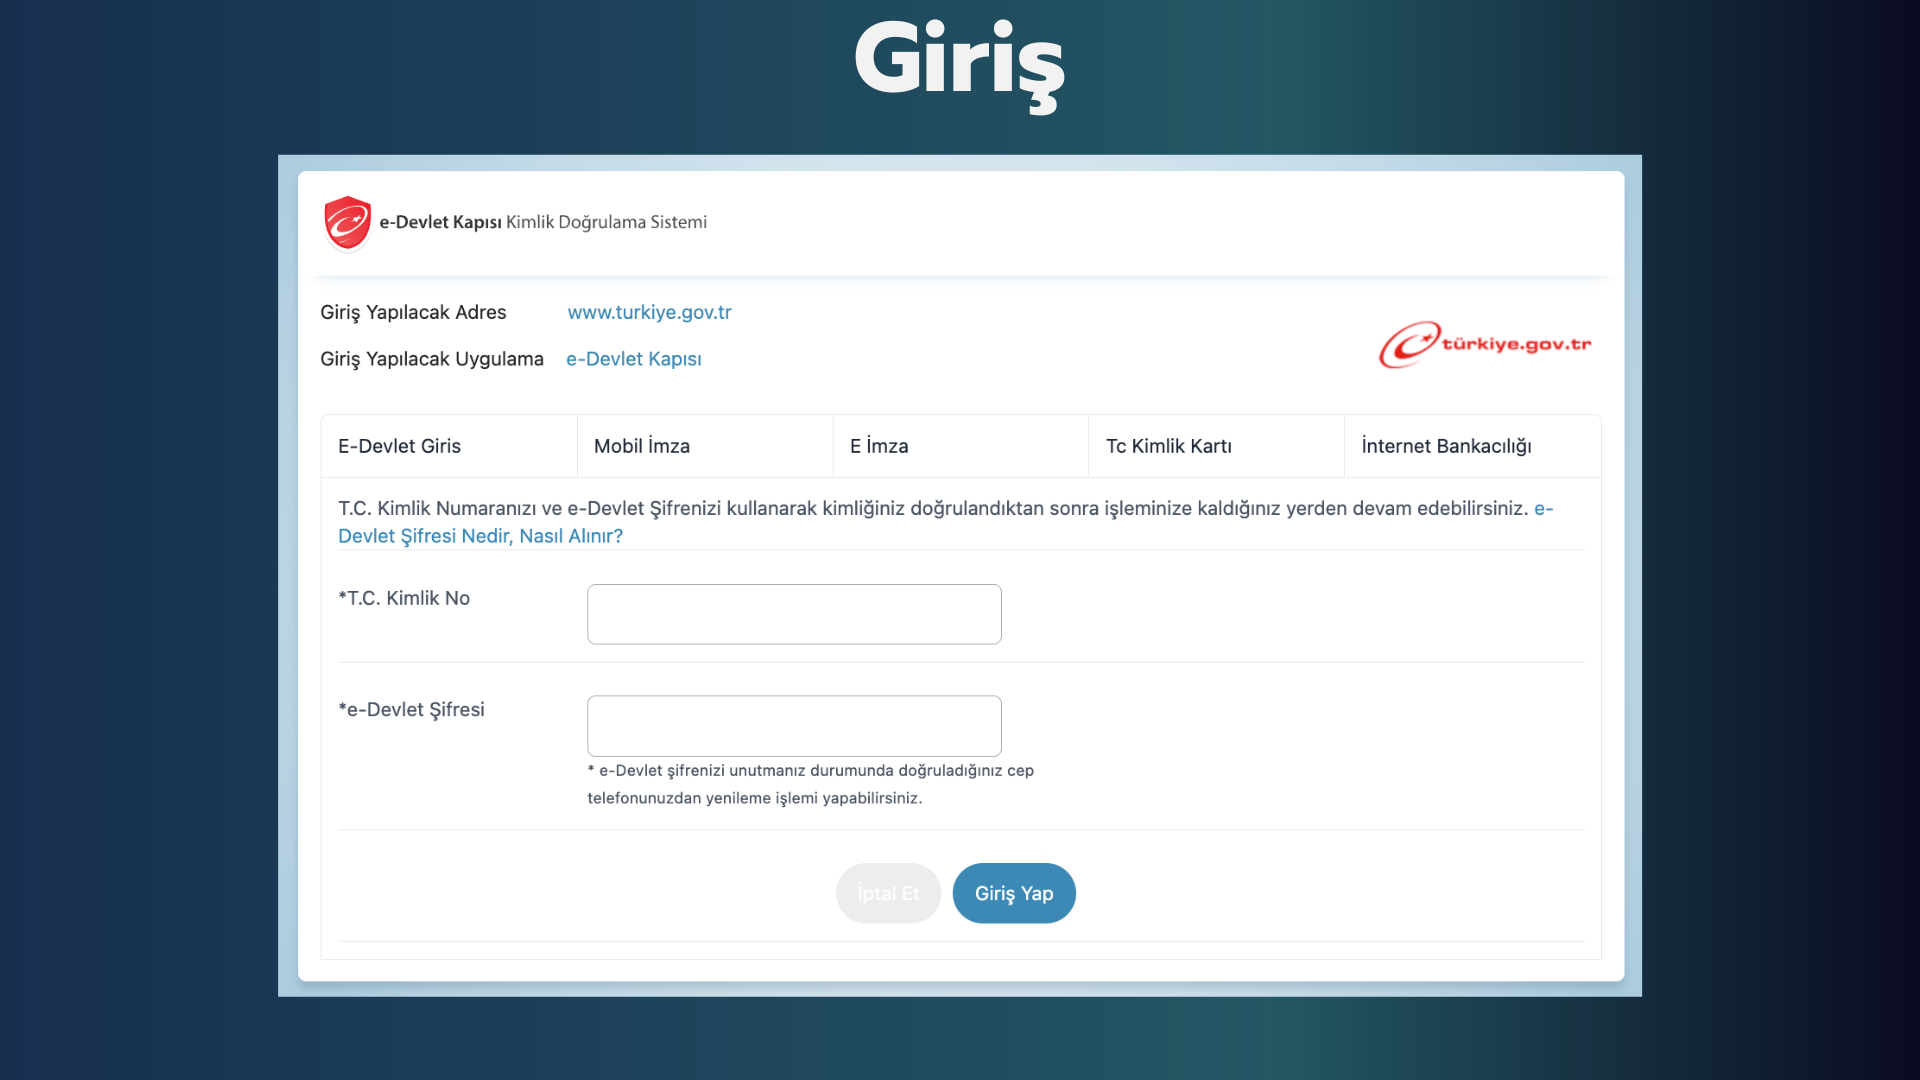 Giriş
e-Devlet Kapısı Kimlik Doğrulama Sistemi
Giriş Yapılacak Adres www.turkiye.gov.tr
Giriş Yapılacak Uygulama e-Devlet Kapısı
türkiye.gov.tr
E-Devlet Giris Mobil İmza E İmza Tc Kimlik Kartı İnternet Bankacılığı
T.C. Kimlik Numaranızı ve e-Devlet Şifrenizi kullanarak kimliğiniz doğrulandıktan sonra işleminize kaldığınız yerden devam edebilirsiniz. e-
Devlet Şifresi Nedir, Nasıl Alınır?
*T.C. Kimlik No
*e-Devlet Şifresi
* e-Devlet şifrenizi unutmanız durumunda doğruladığınız cep
telefonunuzdan yenileme işlemi yapabilirsiniz.
İptal Et Giriş Yap